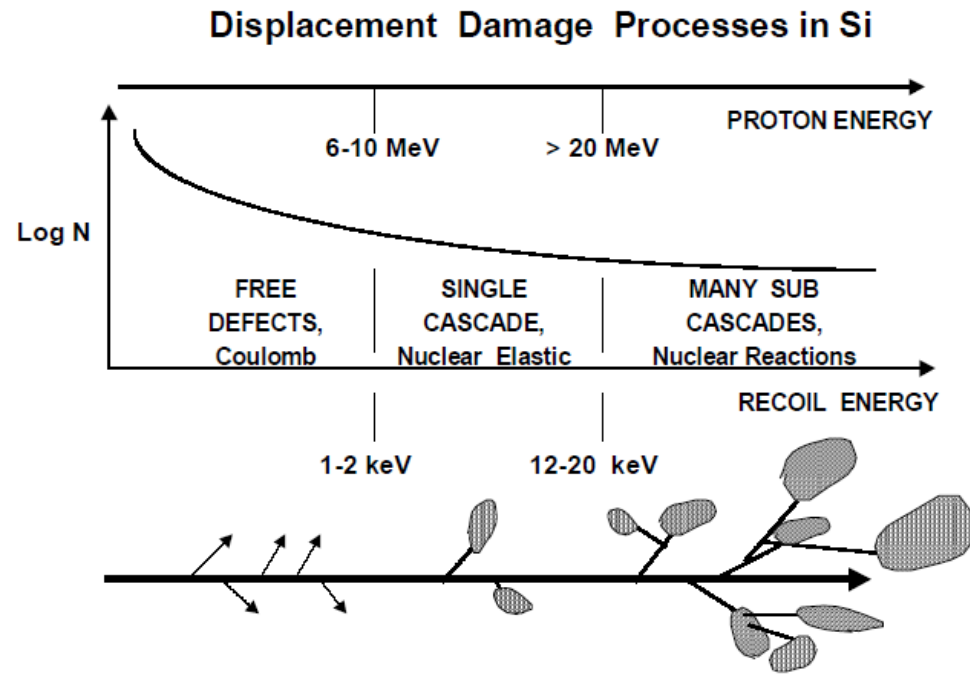 Displacement Damage Processes in Si
PROTON ENERGY
6-10 MeV
> 20 MeV
Log N
FREE
DEFECTS,
Coulomb
SINGLE
CASCADE,
Nuclear Elastic
MANY SUB
CASCADES,
Nuclear Reactions
RECOIL ENERGY
1-2 keV
12-20 keV